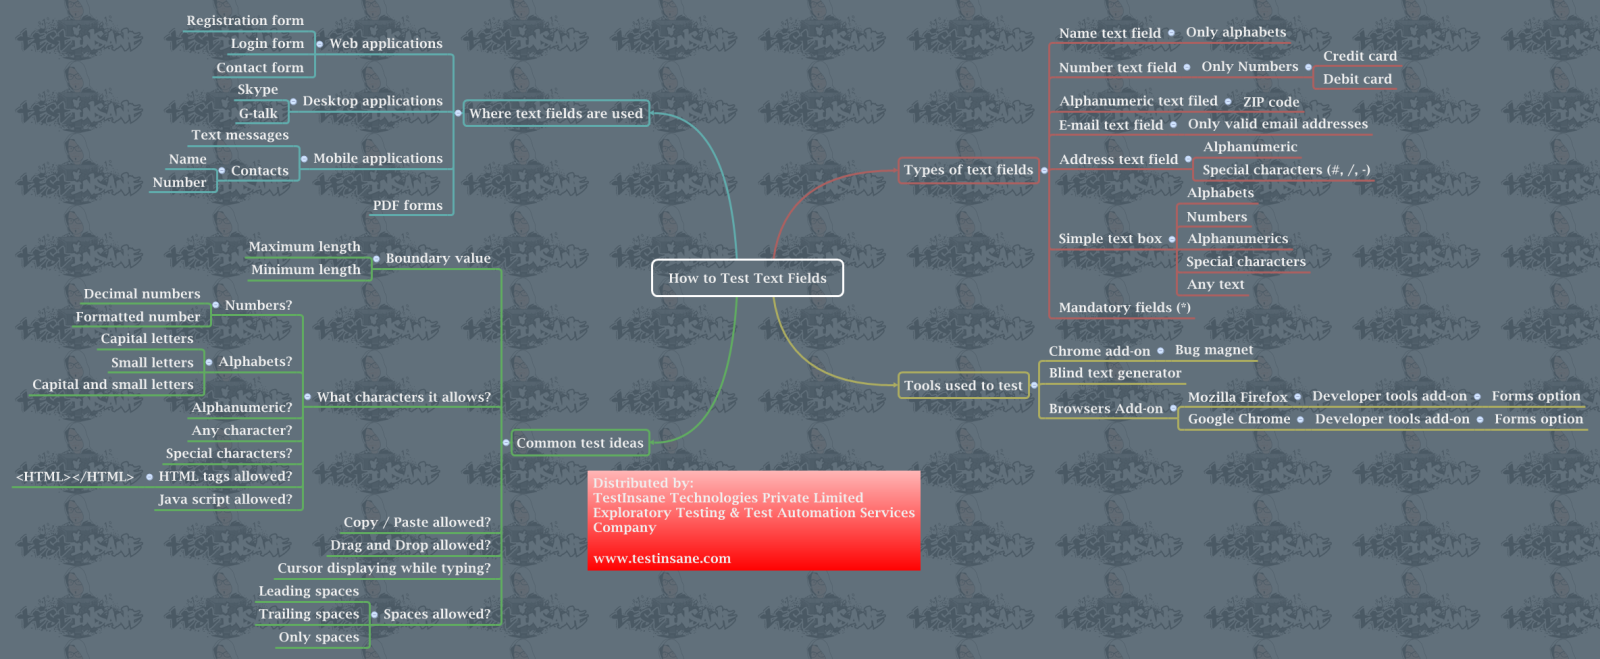 How to Test Text Fields
Where text fields are used
Web applications
Registration form
Login form
Contact form
Desktop applications
Skype
G-talk
Mobile applications
Text messages
Contacts
Name
Number
PDF forms
Common test ideas
Boundary value
Maximum length
Minimum length
What characters it allows?
Numbers?
Decimal numbers
Formatted number
Alphabets?
Capital letters
Small letters
Capital and small letters
Alphanumeric?
Any character?
Special characters?
HTML tags allowed?
<HTML></HTML>
Java script allowed?
Copy / Paste allowed?
Drag and Drop allowed?
Cursor displaying while typing?
Spaces allowed?
Leading spaces
Trailing spaces
Only spaces
Types of text fields
Name text field
Only alphabets
Number text field
Only Numbers
Credit card
Debit card
Alphanumeric text filed
ZIP code
E-mail text field
Only valid email addresses
Address text field
Alphanumeric
Special characters (#, /, -)
Simple text box
Alphabets
Numbers
Alphanumerics
Special characters
Any text
Mandatory fields (*)
Tools used to test
Chrome add-on
Bug magnet
Blind text generator
Browsers Add-on
Mozilla Firefox
Developer tools add-on
Forms option
Google Chrome
Developer tools add-on
Forms option
Distributed by:
TestInsane Technologies Private Limited
Exploratory Testing & Test Automation Services
Company
www.testinsane.com